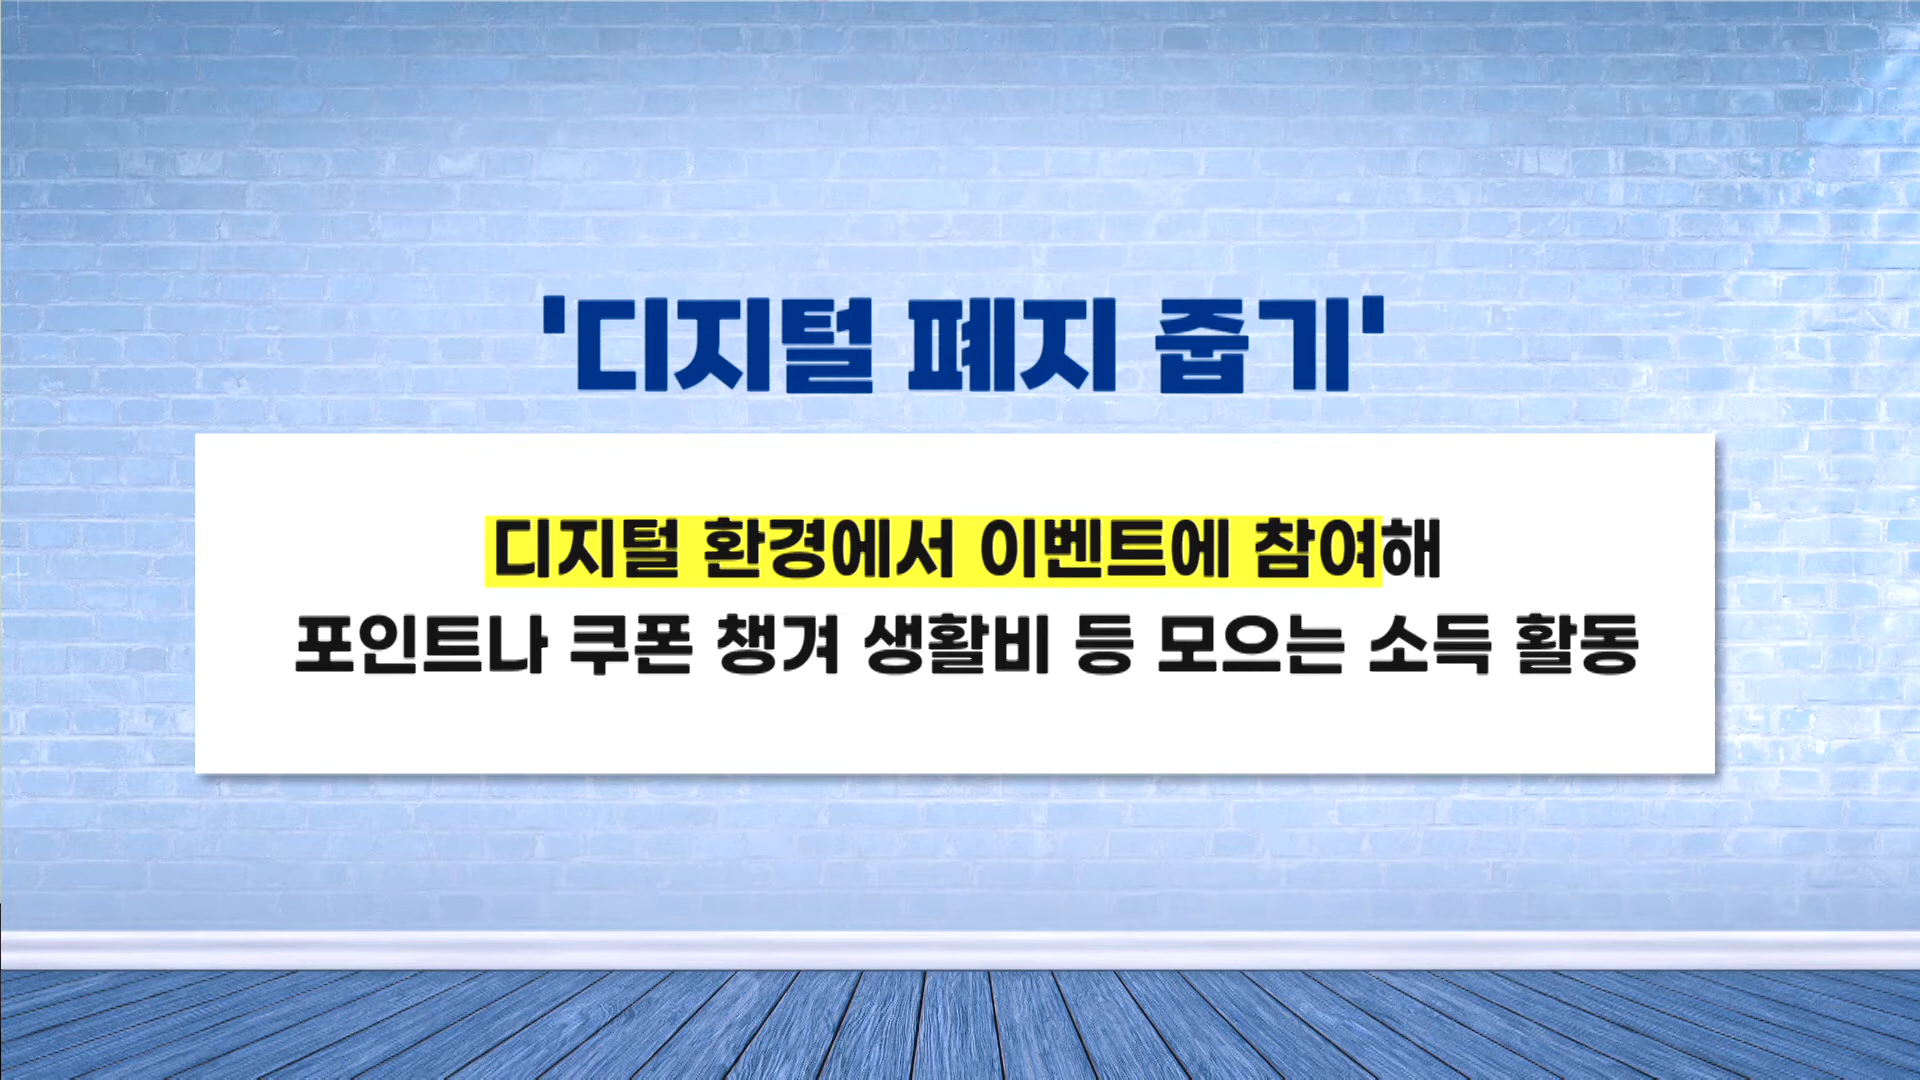 '디지털 폐지 줍기'
디지털 환경에서 이벤트에 참여해
포인트나 쿠폰 챙겨 생활비 등 모으는 소득 활동